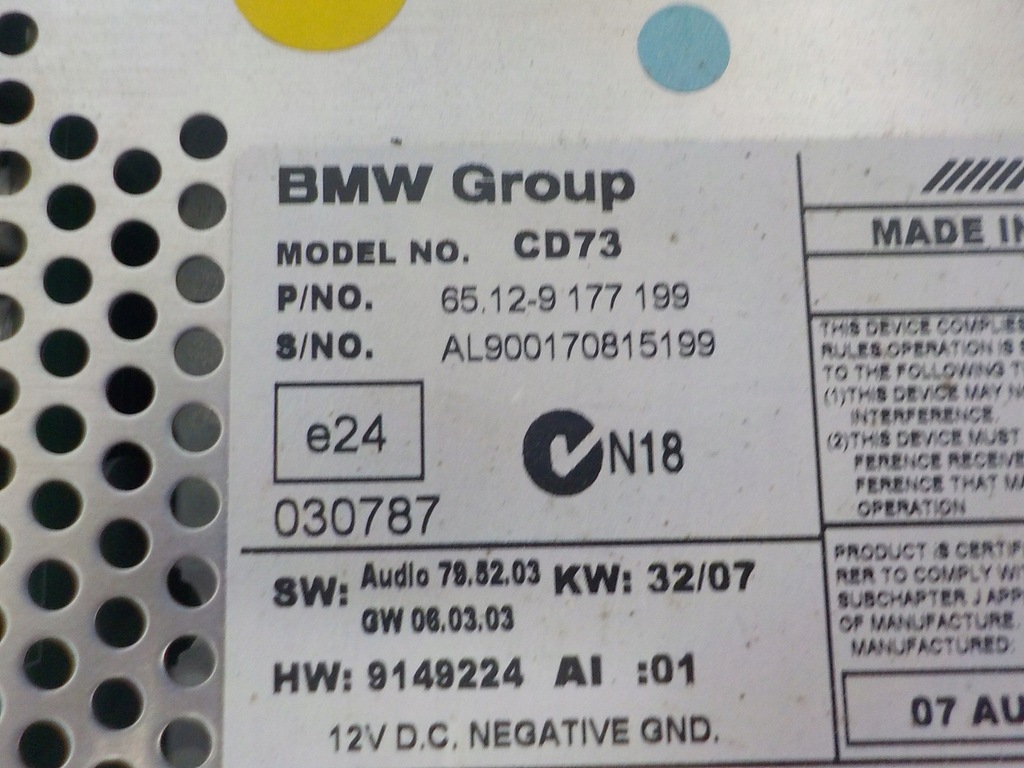 BMW Group
MODEL NO. CD73
P/NO. 65.12-9 177 199
S/NO. AL900170815199
e24
N18
030787
SW: Audio 79.52.03 KW: 32/07
GW 06.03.03
HW: 9149224 AI :01
12V D.C. NEGATIVE GND.
MADE IN
THIS DEVICE COMPLIES
RULES.OPERATION IS
TO THE FOLLOWING
(1)THIS DEVICE MAY
INTERFERENCE.
(2)THIS DEVICE MUST
FERENCE RECEIVE
FERENCE THAT MA
OPERATION
PRODUCT IS CERTIF
RER TO COMPLY WI
SUBCHAPTER J APP
OF MANUFACTURE.
MANUFACTURED:
07 AU